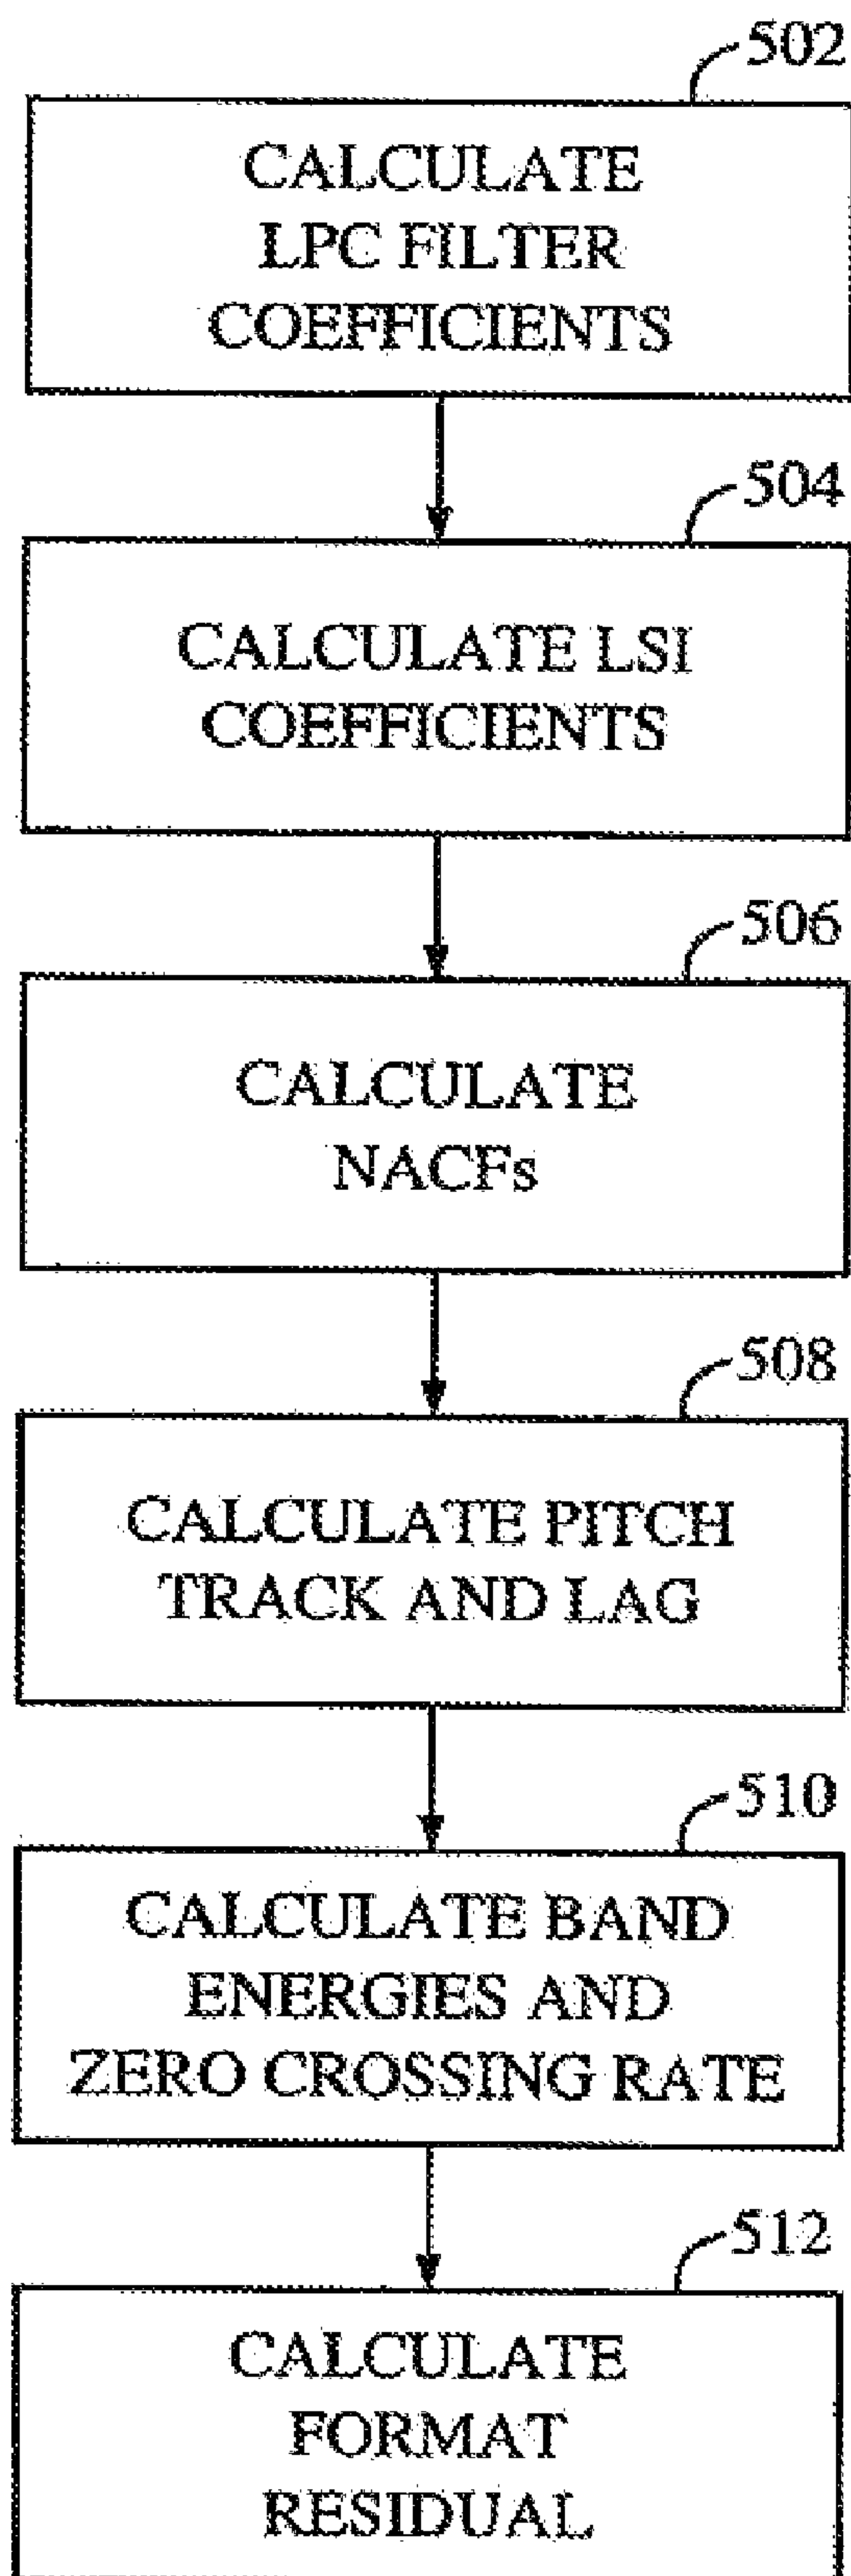 502
CALCULATE
LPC FILTER
COEFFICIENTS
504
CALCULATE LSI
COEFFICIENTS
506
CALCULATE
NACFs
508
CALCULATE PITCH
TRACK AND LAG
510
CALCULATE BAND
ENERGIES AND
ZERO CROSSING RATE
512
CALCULATE
FORMAT
RESIDUAL